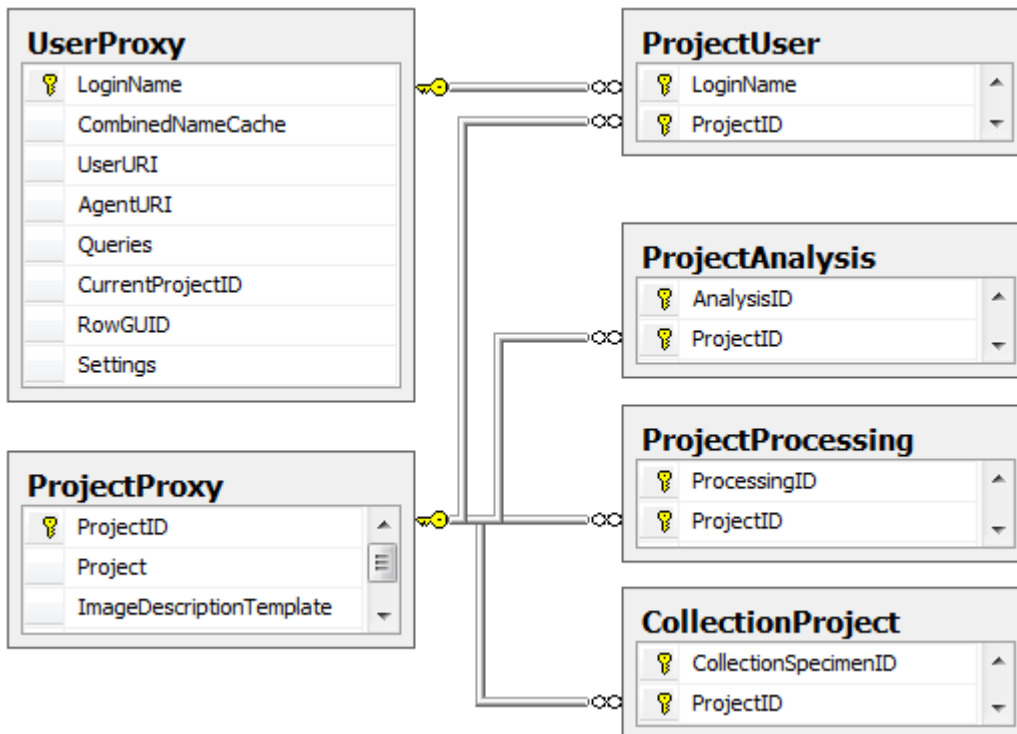 UserProxy
LoginName
CombinedNameCache
UserURI
AgentURI
Queries
CurrentProjectID
RowGUID
Settings
ProjectProxy
ProjectID
Project
ImageDescriptionTemplate
ProjectUser
LoginName
ProjectID
ProjectAnalysis
AnalysisID
ProjectID
ProjectProcessing
ProcessingID
ProjectID
CollectionProject
CollectionSpecimenID
ProjectID